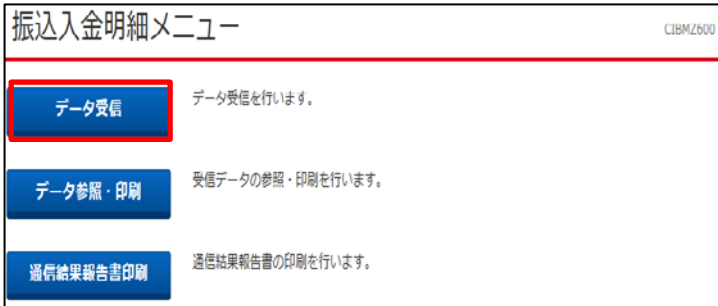 振込入金明細メニュー
CIBMZ600
データ受信
データ受信を行います。
データ参照・印刷
受信データの参照・印刷を行います。
通信結果報告書印刷
通信結果報告書の印刷を行います。